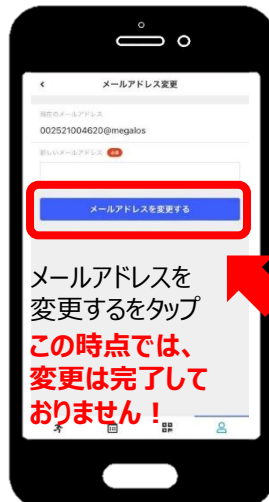 メールアドレス変更
現在のメールアドレス
002521004620@megalos
新しいメールアドレス 必須
メールアドレスを変更する
メールアドレスを
変更するをタップ
この時点では、
変更は完了して
おりません！